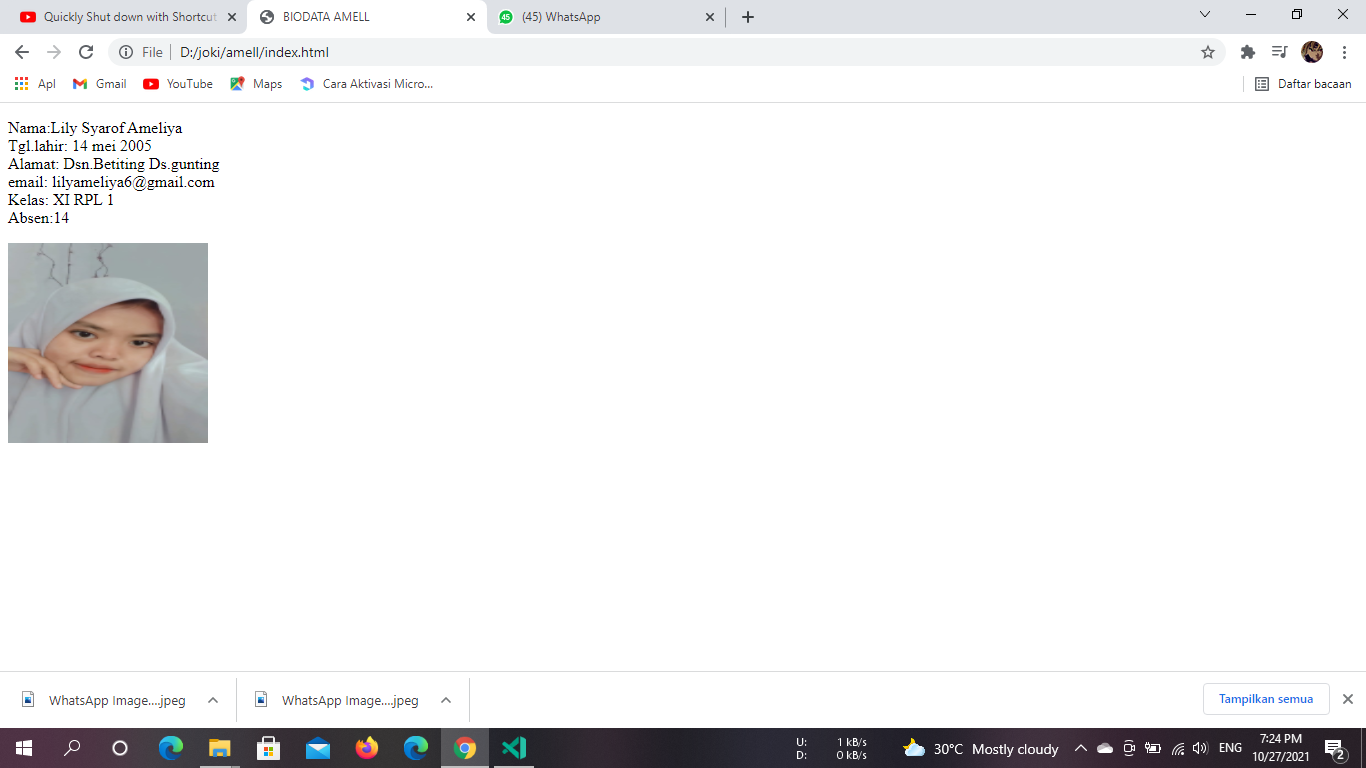 Quickly Shut down with Shortcut
BIODATA AMELL
45
(45) WhatsApp
File
D:/joki/amell/index.html
Apl
Gmail
YouTube
Maps
Cara Aktivasi Micro...
Daftar bacaan
Nama:Lily Syarof Ameliya
Tgl.lahir: 14 mei 2005
Alamat: Dsn.Betiting Ds.gunting
email: lilyameliya6@gmail.com
Kelas: XI RPL 1
Absen:14
WhatsApp Image....jpeg
WhatsApp Image....jpeg
Tampilkan semua
U: 1 kB/s
D: 0 kB/s
30°C Mostly cloudy
ENG
7:24 PM
10/27/2021
2